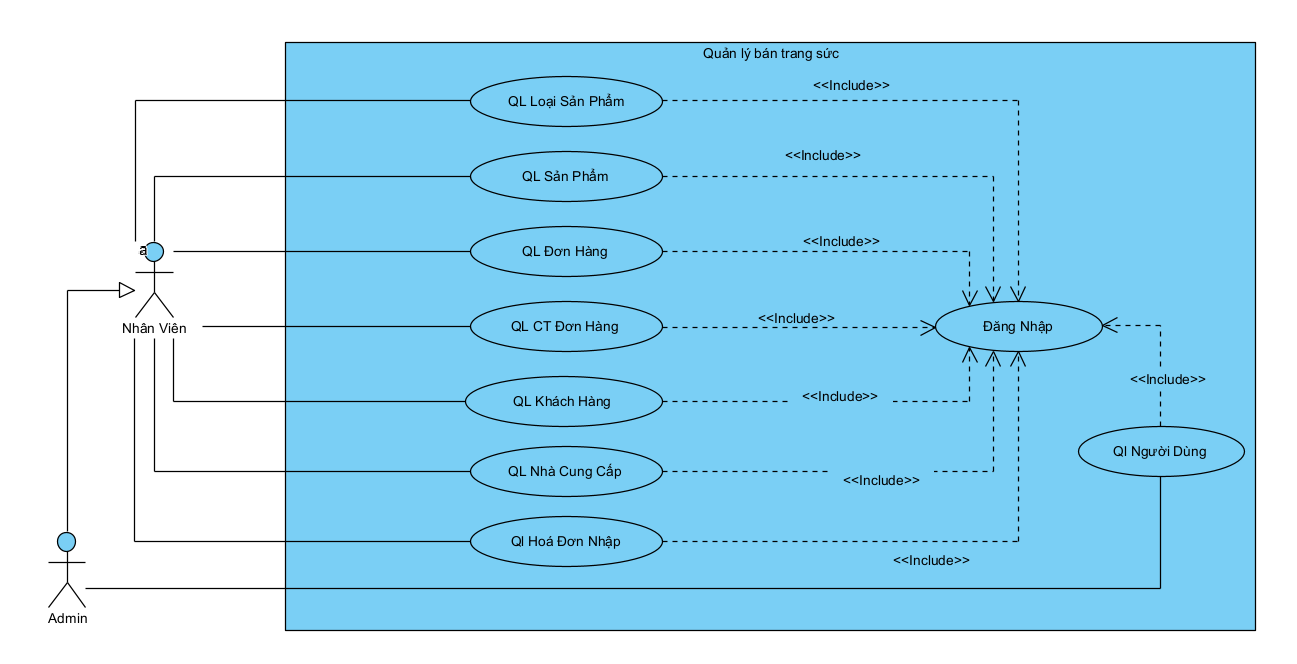 Quản lý bán trang sức
<<Include>>
QL Loại Sản Phẩm
<<Include>>
QL Sản Phẩm
<<Include>>
a
QL Đơn Hàng
<<Include>>
Nhân Viên
QL CT Đơn Hàng
Đăng Nhập
<<Include>>
<<Include>>
QL Khách Hàng
Ql Người Dùng
QL Nhà Cung Cấp
<<Include>>
Ql Hoá Đơn Nhập
<<Include>>
Admin